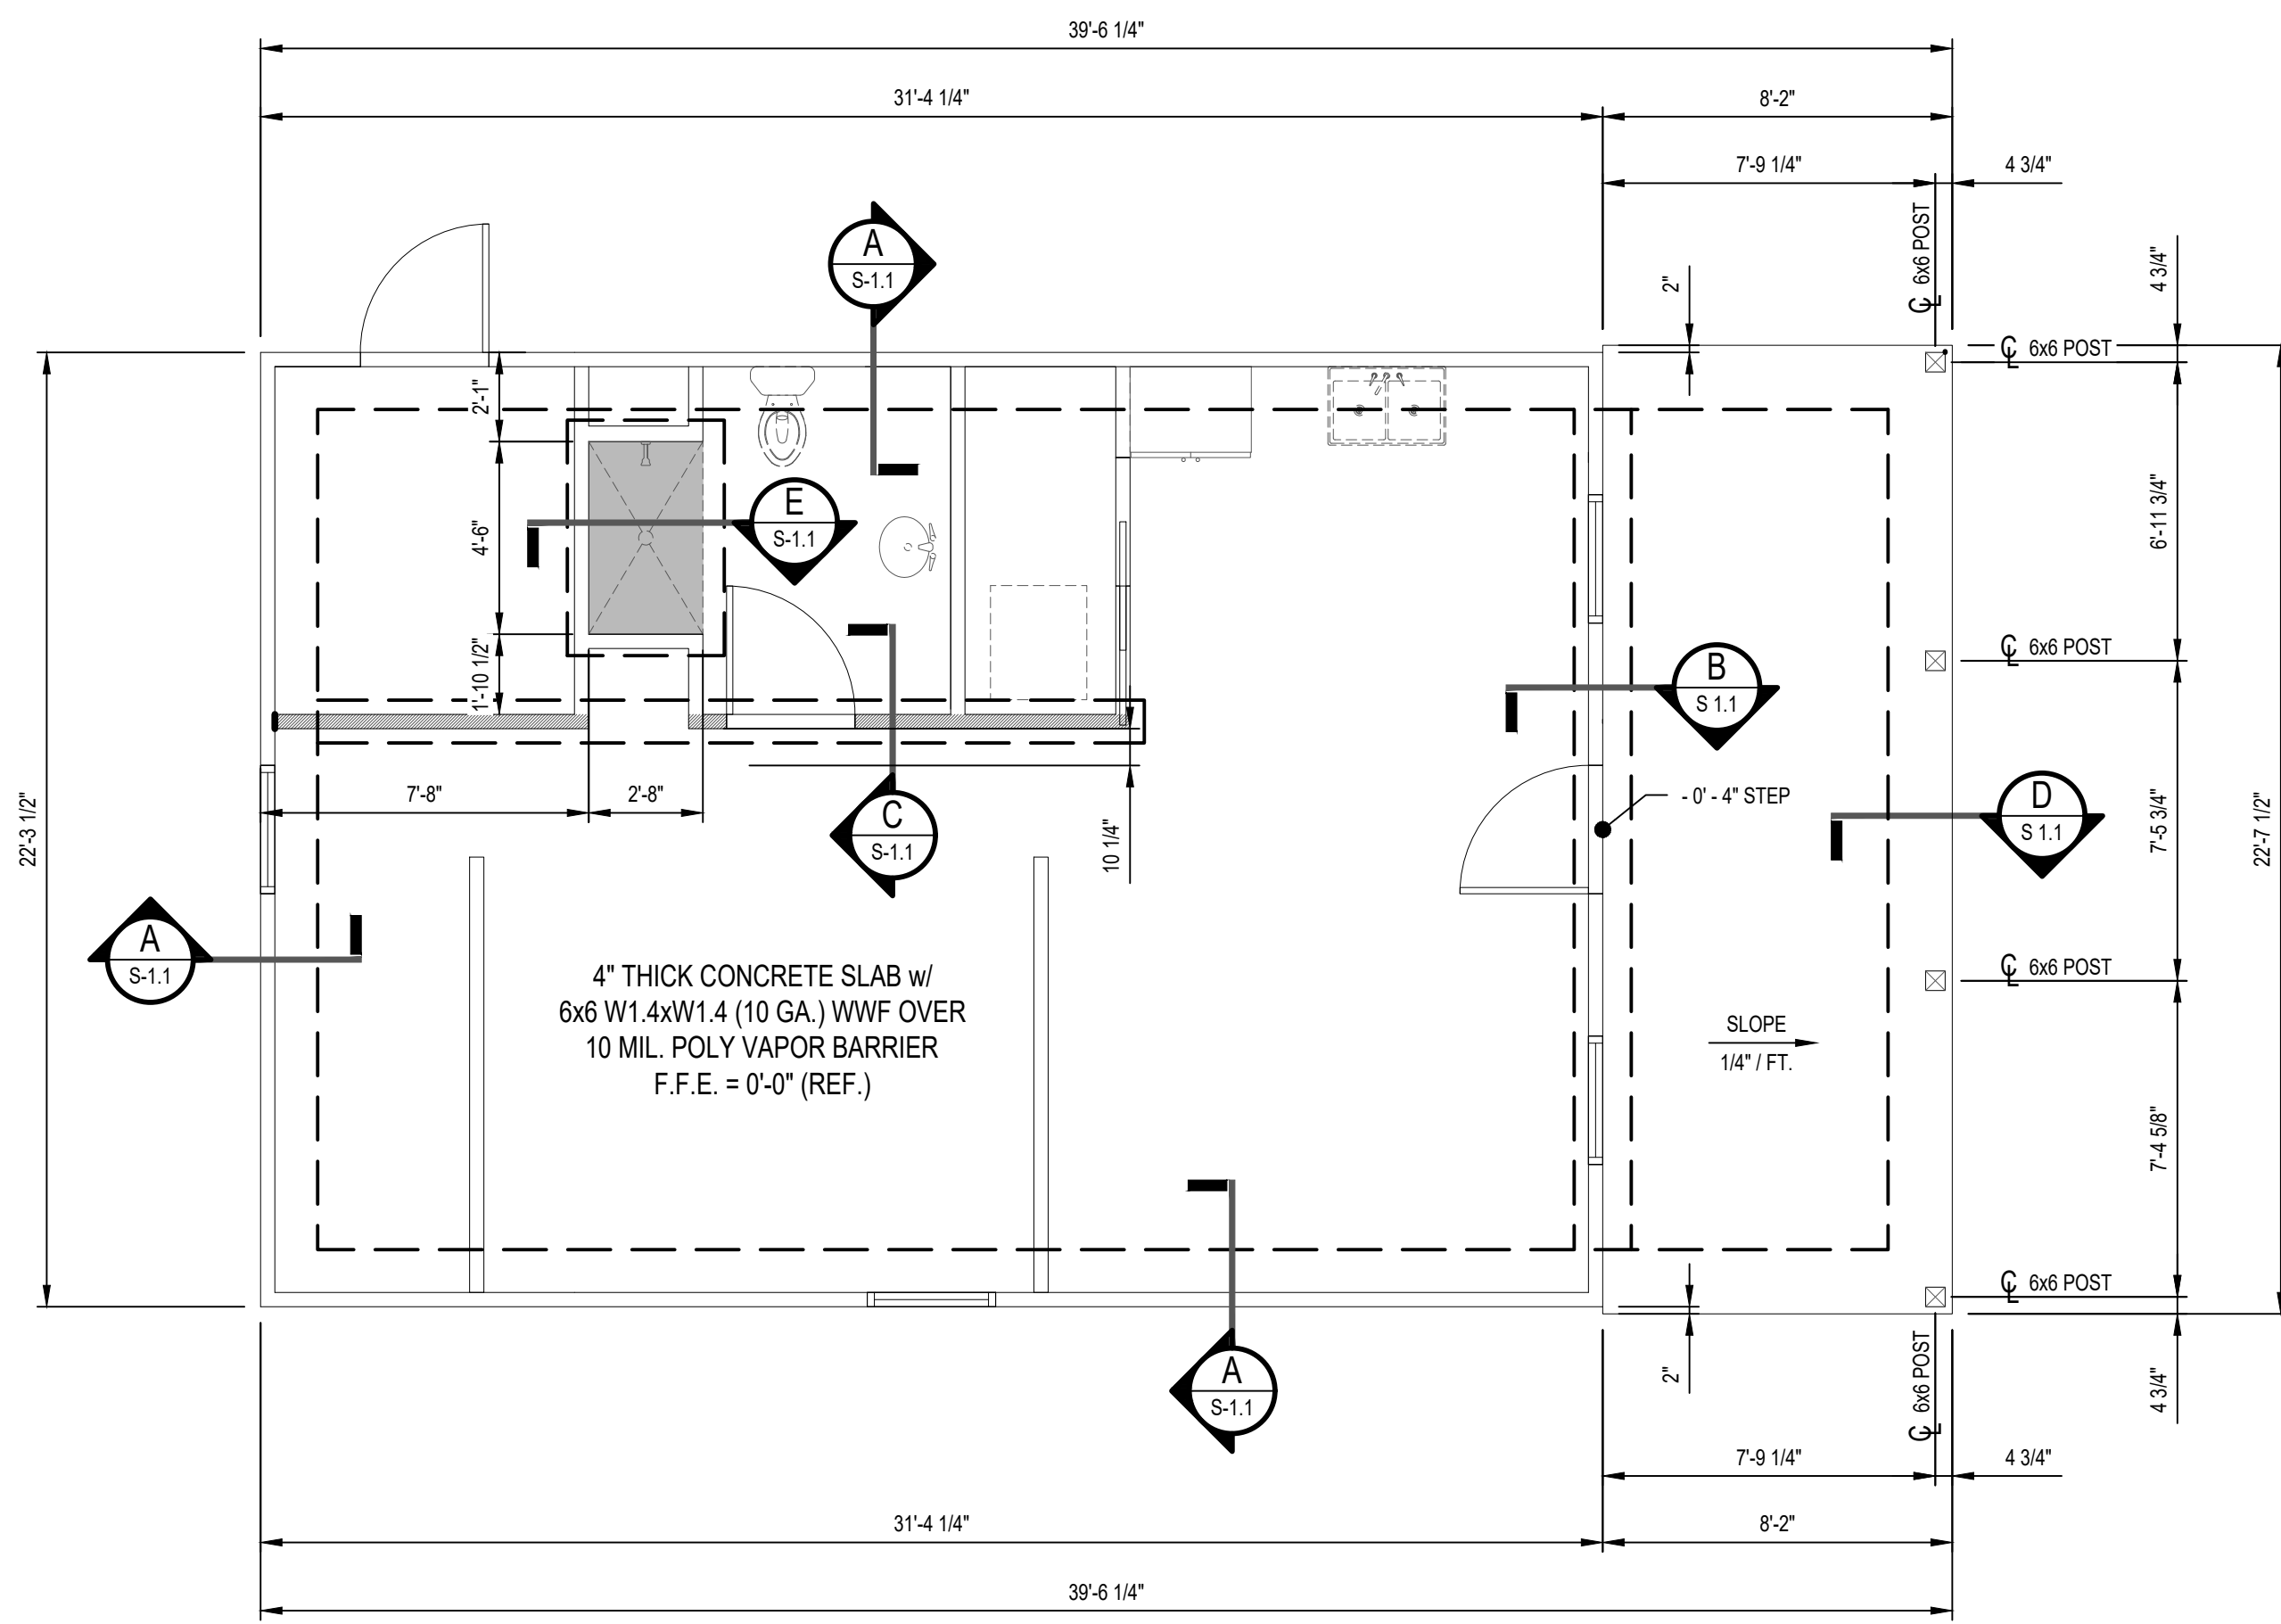 39'-6 1/4"
31'-4 1/4"
8'-2"
7'-9 1/4"
4 3/4"
A
S-1.1
2"
℄ 6x6 POST
4 3/4"
℄ 6x6 POST
2'-1"
E
S-1.1
4'-6"
6'-11 3/4"
1'-10 1/2"
℄ 6x6 POST
B
S 1.1
7'-8"
2'-8"
C
S-1.1
10 1/4"
- 0' - 4" STEP
D
S 1.1
7'-5 3/4"
22'-3 1/2"
22'-7 1/2"
A
S-1.1
4" THICK CONCRETE SLAB w/
6x6 W1.4xW1.4 (10 GA.) WWF OVER
10 MIL. POLY VAPOR BARRIER
F.F.E. = 0'-0" (REF.)
℄ 6x6 POST
SLOPE
1/4" / FT.
7'-4 5/8"
℄ 6x6 POST
A
S-1.1
2"
℄ 6x6 POST
4 3/4"
7'-9 1/4"
4 3/4"
31'-4 1/4"
8'-2"
39'-6 1/4"